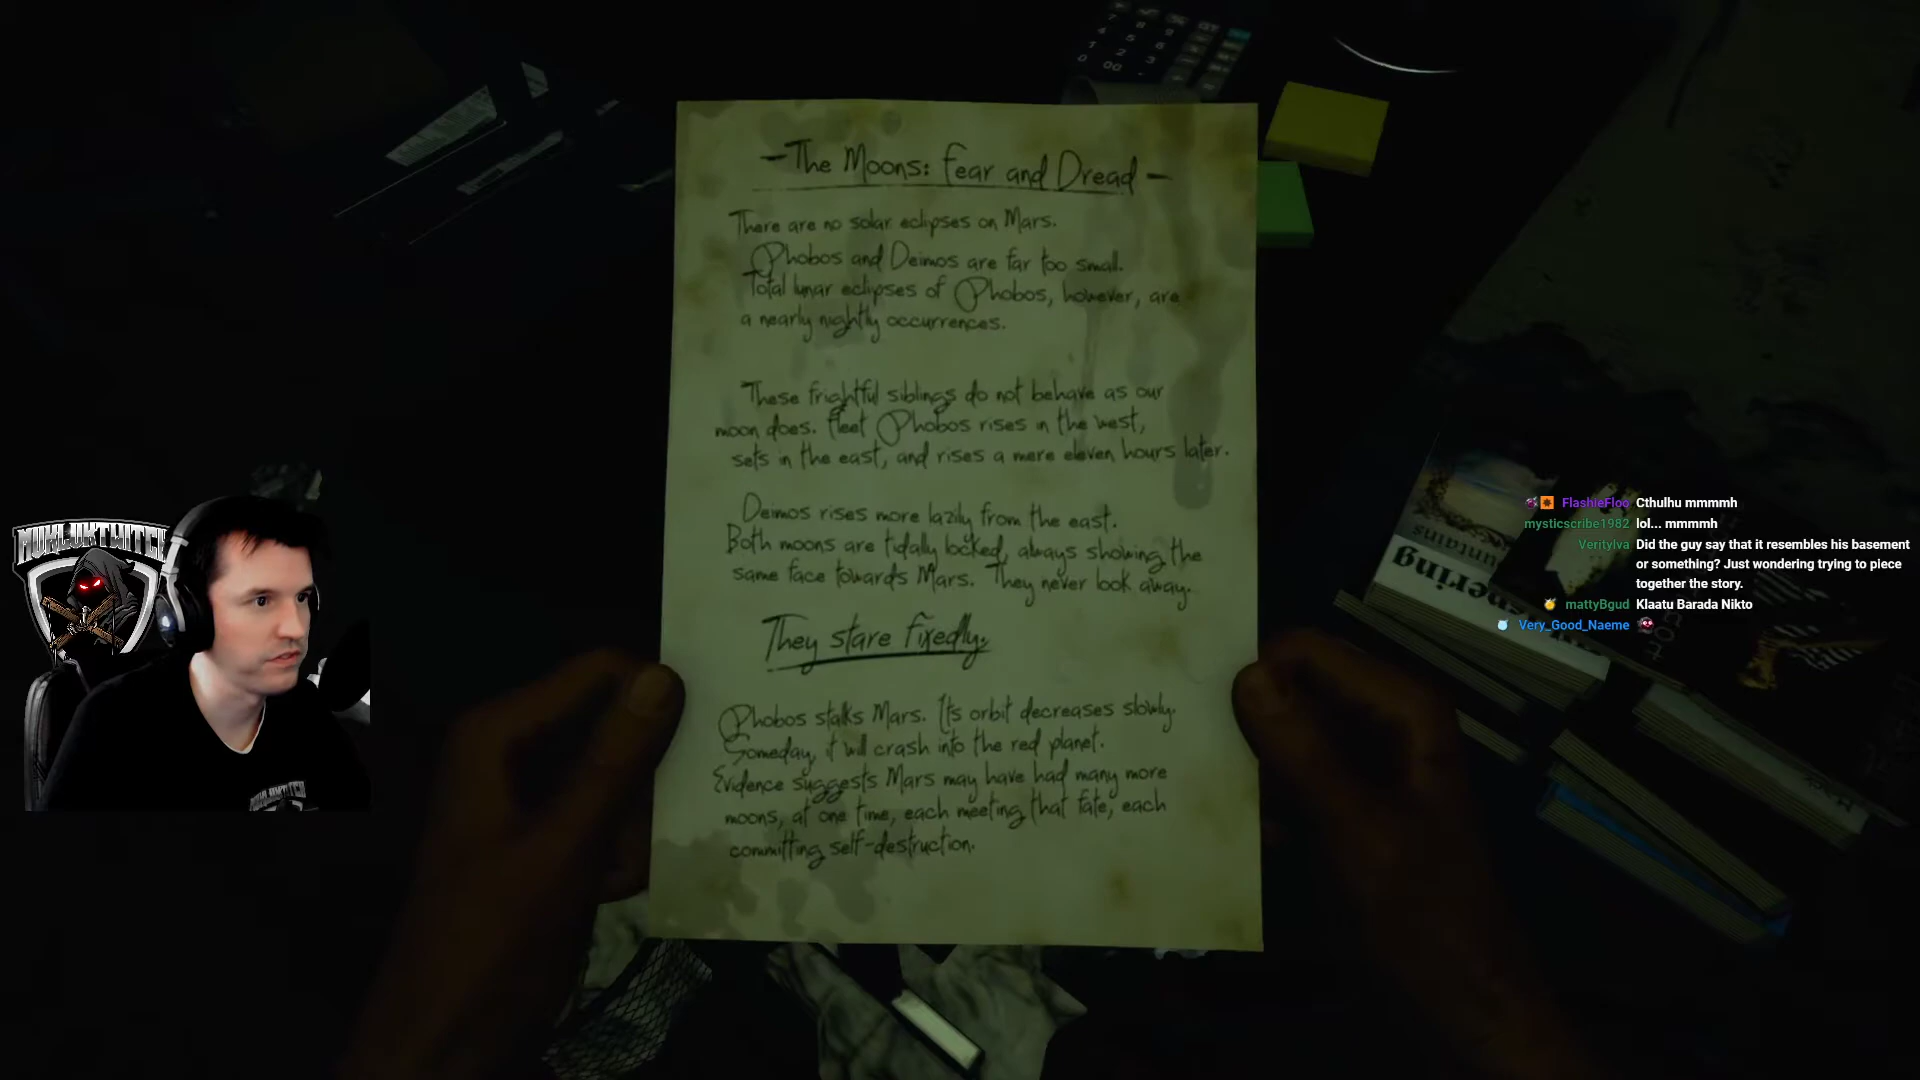 -The Moons: Fear and Dread-
There are no solar eclipses on Mars.
Phobos and Deimos are far too small.
Total lunar eclipses of Phobos, however, are
a nearly nightly occurrences.
These frightful siblings do not behave as our
moon does. Fleet Phobos rises in the west,
sets in the east, and rises a mere eleven hours later.
Deimos rises more lazily from the east.
Both moons are tidally locked, always showing the
same face towards Mars. They never look away.
They stare fixedly.
Phobos stalks Mars. Its orbit decreases slowly.
Someday, it will crash into the red planet.
Evidence suggests Mars may have had many more
moons, at one time, each meeting that fate, each
committing self-destruction.
MUKLUKTWITCH
FlashieFloo Cthulhu mmmmh
mysticscribe1982 lol... mmmmh
VerityIva Did the guy say that it resembles his basement
or something? Just wondering trying to piece
together the story.
mattyBgud Klaatu Barada Nikto
Very_Good_Naeme